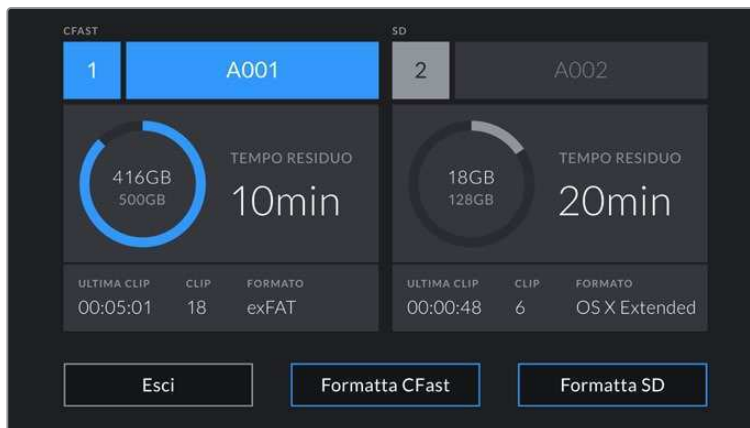 CFAST
1 A001
416GB
500GB
TEMPO RESIDUO
10min
ULTIMA CLIP CLIP FORMATO
00:05:01 18 exFAT
SD
2 A002
18GB
128GB
TEMPO RESIDUO
20min
ULTIMA CLIP CLIP FORMATO
00:00:48 6 OS X Extended
Esci Formatta CFast Formatta SD